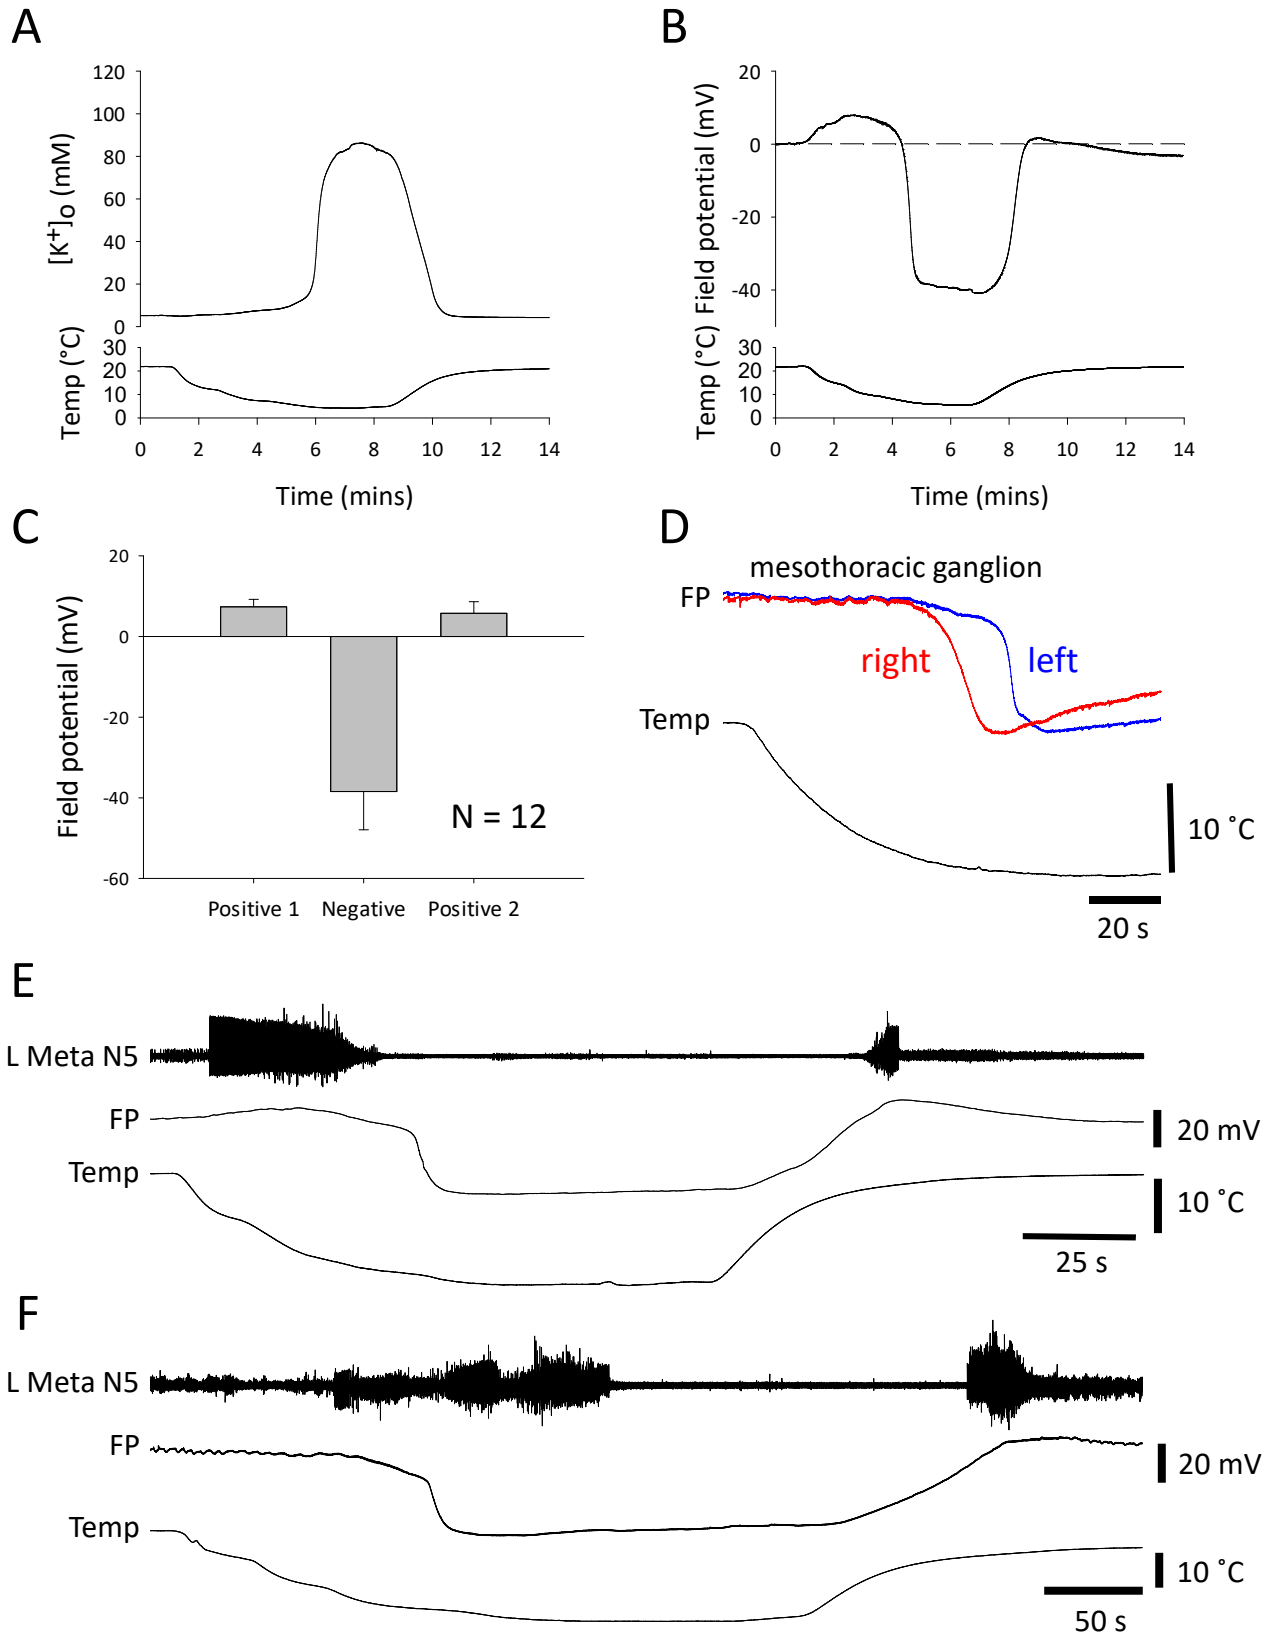 A
B
120
100
80
60
40
20
0
[K+]o (mM)
30
20
10
0
Temp (˚C)
0 2 4 6 8 10 12 14
Time (mins)
20
0
-20
-40
Field potential (mV)
30
20
10
0
Temp (˚C)
0 2 4 6 8 10 12 14
Time (mins)
C
20
0
-20
-40
-60
Field potential (mV)
N = 12
Positive 1 Negative Positive 2
D
mesothoracic ganglion
FP
right
left
Temp
10 ˚C
20 s
E
L Meta N5
FP
20 mV
Temp
10 ˚C
25 s
F
L Meta N5
FP
20 mV
Temp
10 ˚C
50 s